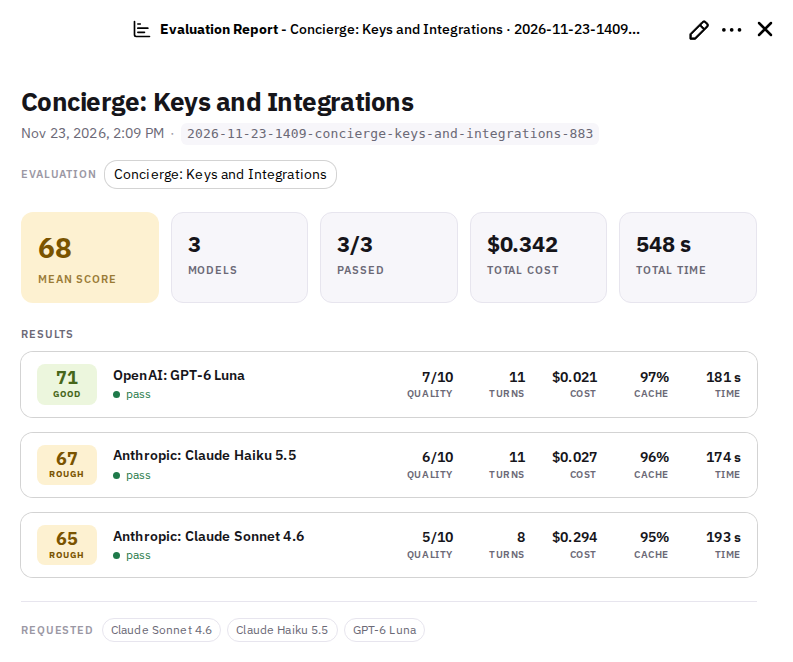 Evaluation Report - Concierge: Keys and Integrations · 2026-11-23-1409...
Concierge: Keys and Integrations
Nov 23, 2026, 2:09 PM · 2026-11-23-1409-concierge-keys-and-integrations-883
EVALUATION Concierge: Keys and Integrations
68 3 3/3 $0.342 548 s
MEAN SCORE MODELS PASSED TOTAL COST TOTAL TIME
RESULTS
71 OpenAI: GPT-6 Luna 7/10 11 $0.021 97% 181 s
GOOD pass QUALITY TURNS COST CACHE TIME
67 Anthropic: Claude Haiku 5.5 6/10 11 $0.027 96% 174 s
ROUGH pass QUALITY TURNS COST CACHE TIME
65 Anthropic: Claude Sonnet 4.6 5/10 8 $0.294 95% 193 s
ROUGH pass QUALITY TURNS COST CACHE TIME
REQUESTED Claude Sonnet 4.6 Claude Haiku 5.5 GPT-6 Luna